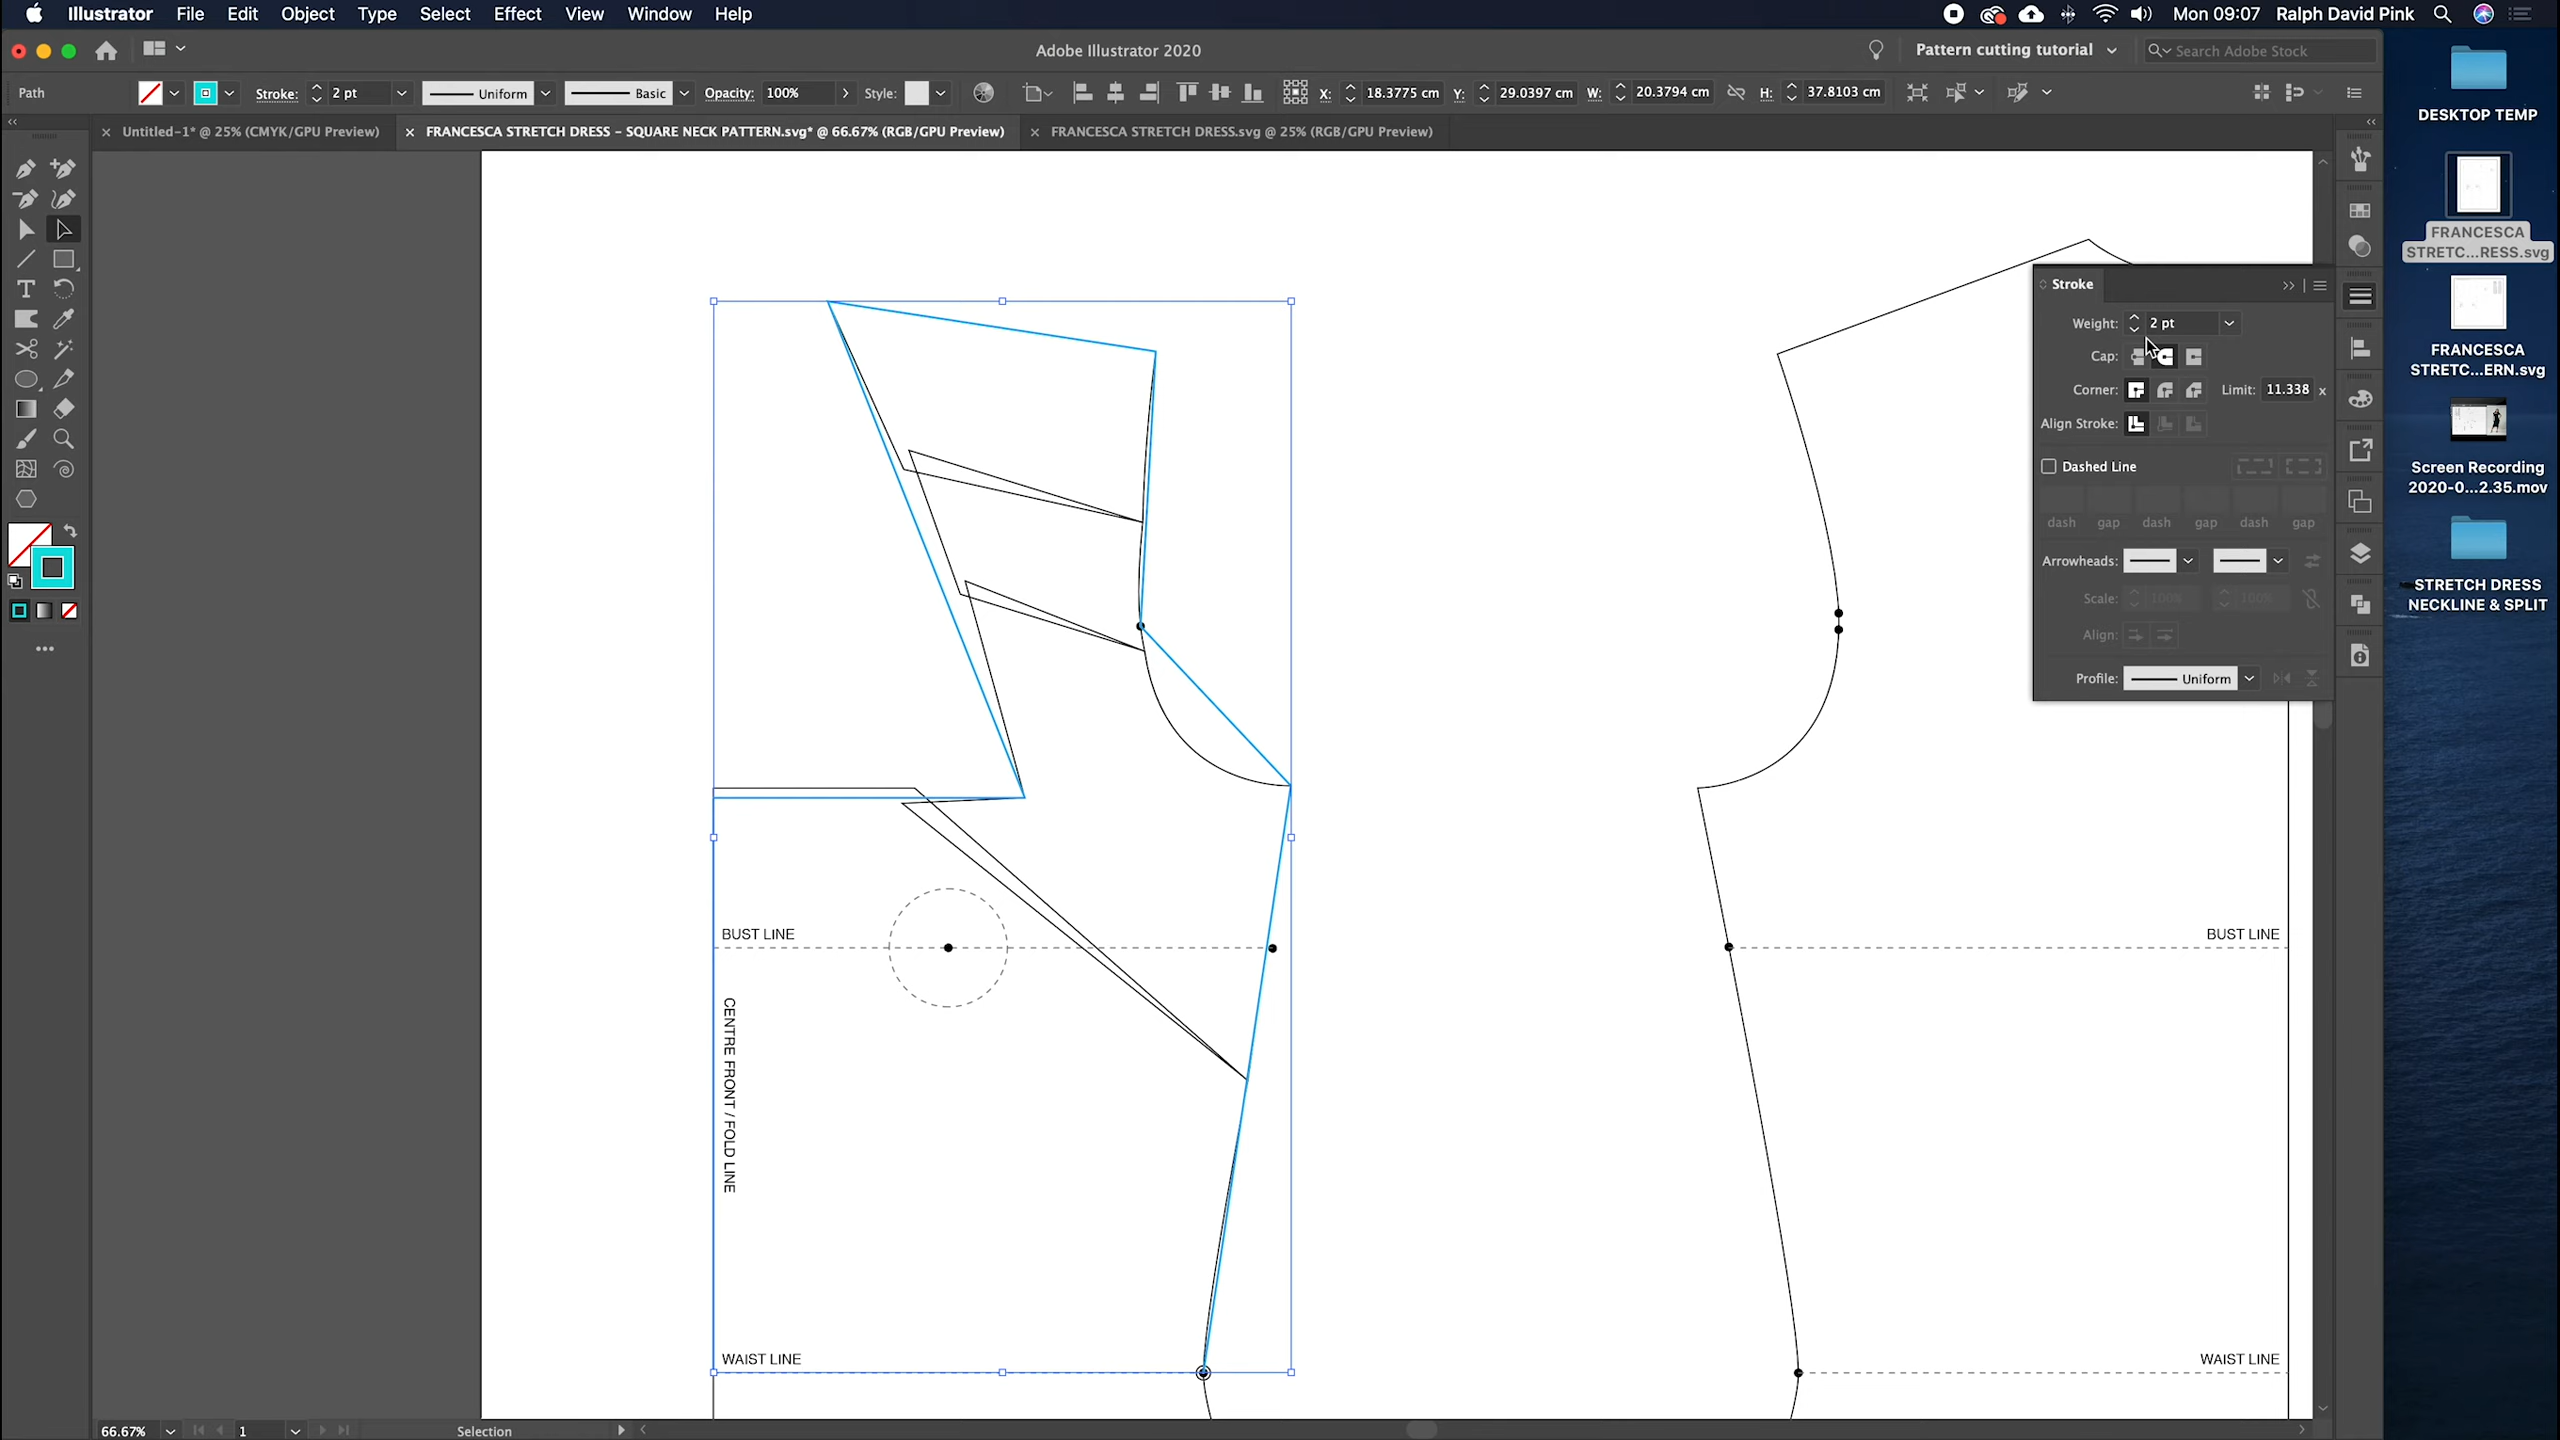 Illustrator File Edit Object Type Select Effect View Window Help
Mon 09:07 Ralph David Pink
Adobe Illustrator 2020
Pattern cutting tutorial
Search Adobe Stock
Path
Stroke: 2 pt
Uniform
Basic
Opacity: 100%
Style:
X: 18.3775 cm Y: 29.0397 cm W: 20.3794 cm H: 37.8103 cm
Untitled-1* @ 25% (CMYK/GPU Preview)
FRANCESCA STRETCH DRESS – SQUARE NECK PATTERN.svg* @ 66.67% (RGB/GPU Preview)
FRANCESCA STRETCH DRESS.svg @ 25% (RGB/GPU Preview)
DESKTOP TEMP
FRANCESCA
STRETC...RESS.svg
FRANCESCA
STRETC...ERN.svg
Screen Recording
2020-0...2.35.mov
STRETCH DRESS
NECKLINE & SPLIT
Stroke
Weight: 2 pt
Cap:
Corner: Limit: 11.338 x
Align Stroke:
Dashed Line
dash gap dash gap dash gap
Arrowheads:
Scale: 100% 100%
Align:
Profile: Uniform
BUST LINE
CENTRE FRONT / FOLD LINE
WAIST LINE
BUST LINE
WAIST LINE
66.67% 1 Selection